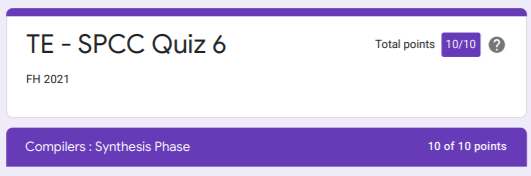 TE - SPCC Quiz 6
Total points 10/10 ?
FH 2021
Compilers : Synthesis Phase 10 of 10 points